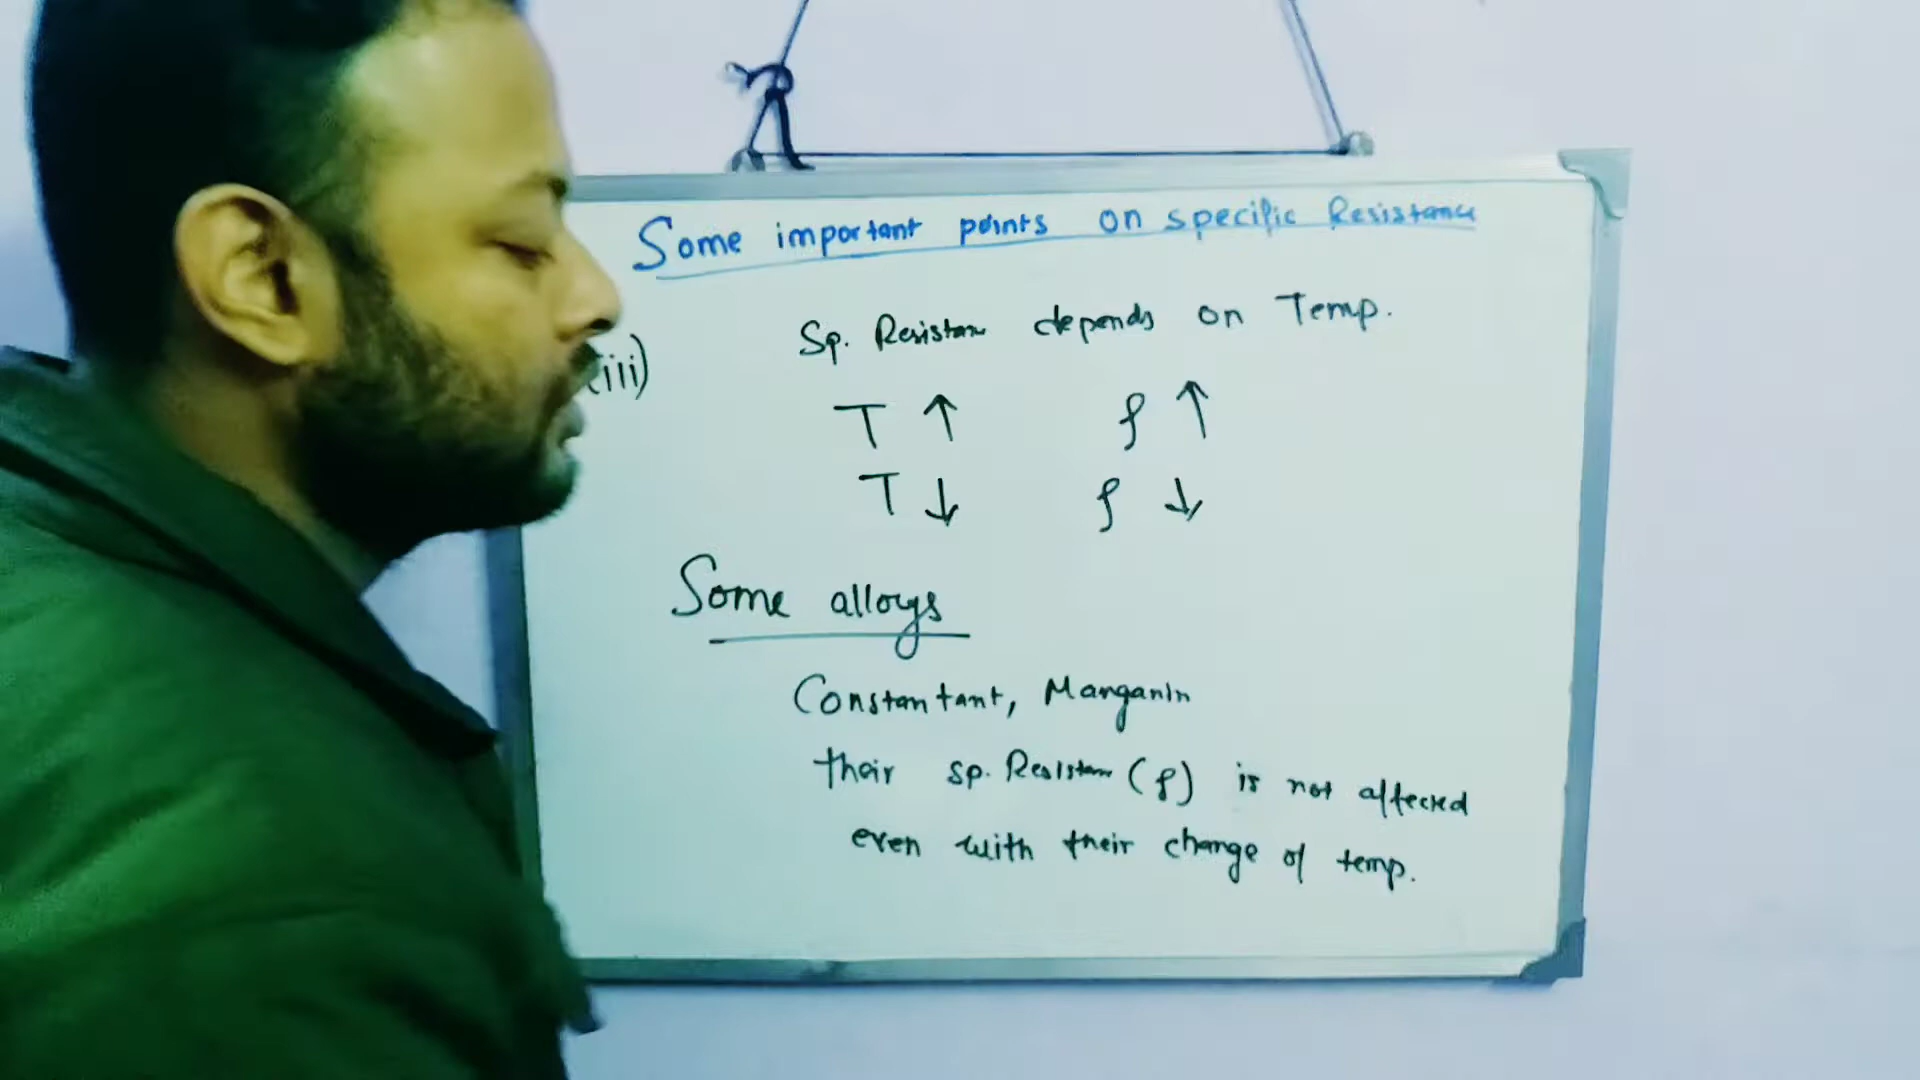 Some important points on specific Resistance
(iii) Sp. Resistan depends on Temp.
T ↑ ρ ↑
T ↓ ρ ↓
Some alloys
Constantant, Manganin
their sp. Resistan (ρ) is not affected
even with their change of temp.